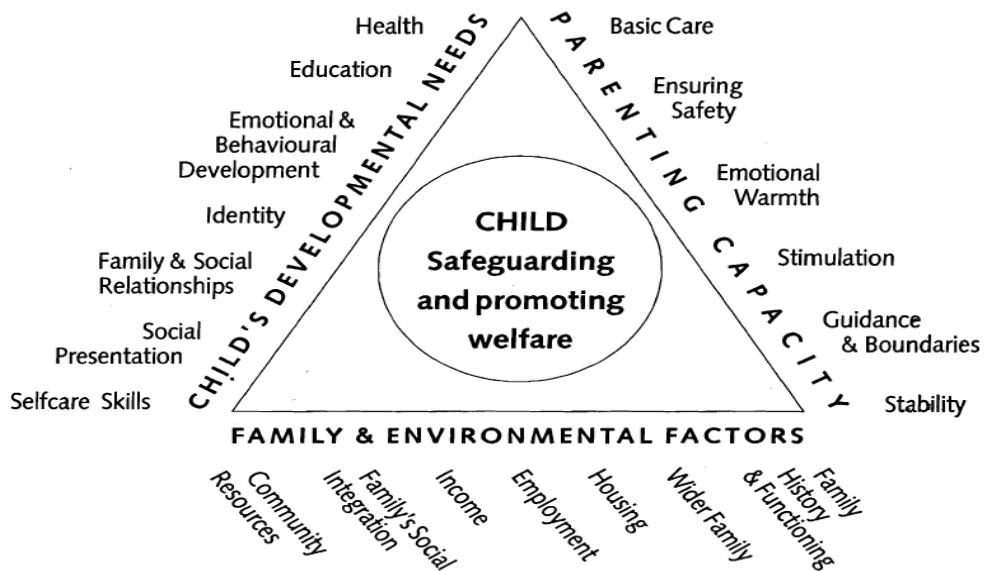 Health
Education
Emotional &
Behavioural
Development
Identity
Family & Social
Relationships
Social
Presentation
Selfcare Skills
CHILD'S DEVELOPMENTAL NEEDS
PARENTING CAPACITY
Basic Care
Ensuring
Safety
Emotional
Warmth
Stimulation
Guidance
& Boundaries
Stability
CHILD
Safeguarding
and promoting
welfare
FAMILY & ENVIRONMENTAL FACTORS
Community
Resources
Family's Social
Integration
Income
Employment
Housing
Wider Family
Family
History
& Functioning